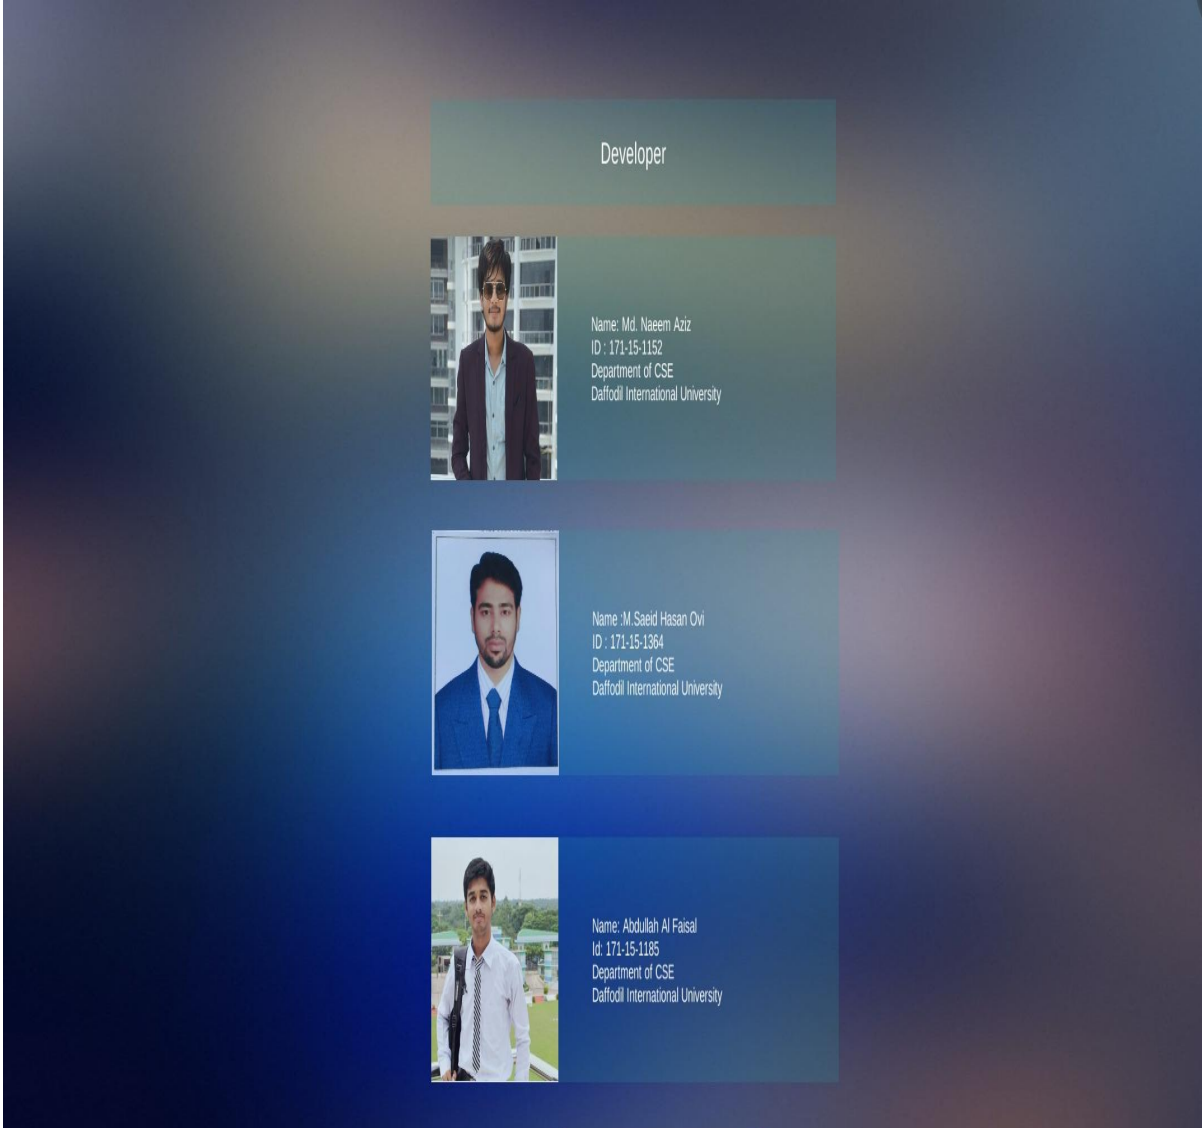 Developer
Name: Md. Naeem Aziz
ID : 171-15-1152
Department of CSE
Daffodil International University
Name :M.Saeid Hasan Ovi
ID : 171-15-1364
Department of CSE
Daffodil International University
Name: Abdullah Al Faisal
Id: 171-15-1185
Department of CSE
Daffodil International University